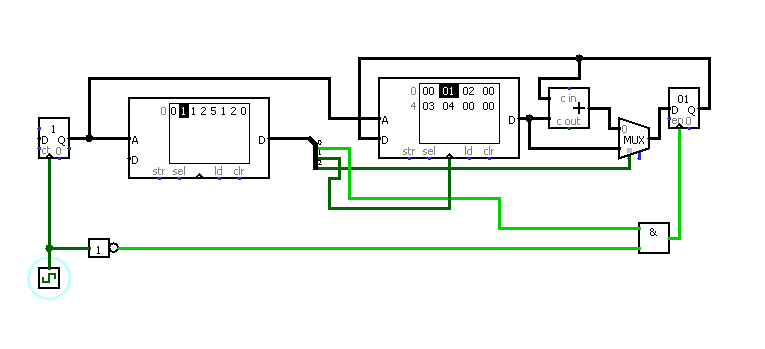 1
D Q
ct 0
A
D
0 0 1 1 2 5 1 2 0
D
str sel ld clr
0
1
2
A
D
0 00 01 02 00
4 03 04 00 00
D
str sel ld clr
c in
+
c out
0
MUX
01
D Q
en 0
1
&